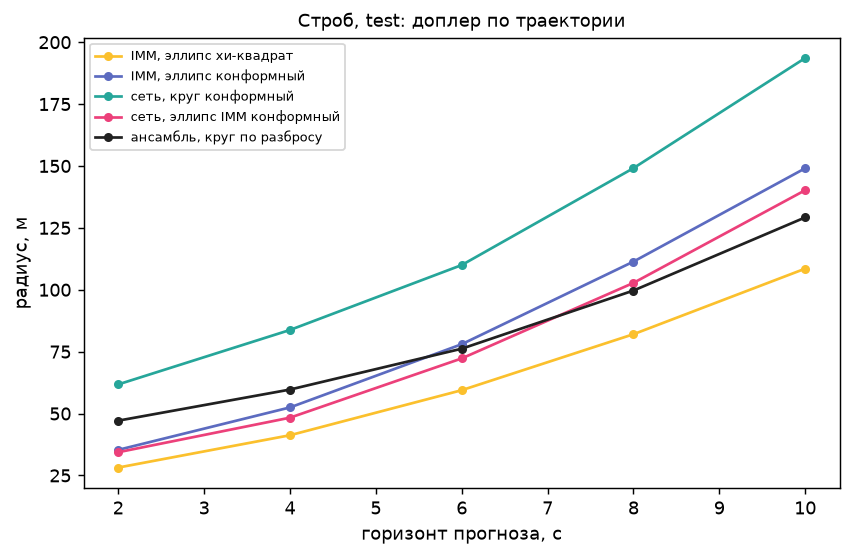 Строб, test: доплер по траектории
IMM, эллипс хи-квадрат
IMM, эллипс конформный
сеть, круг конформный
сеть, эллипс IMM конформный
ансамбль, круг по разбросу
радиус, м
200
175
150
125
100
75
50
25
2 3 4 5 6 7 8 9 10
горизонт прогноза, с